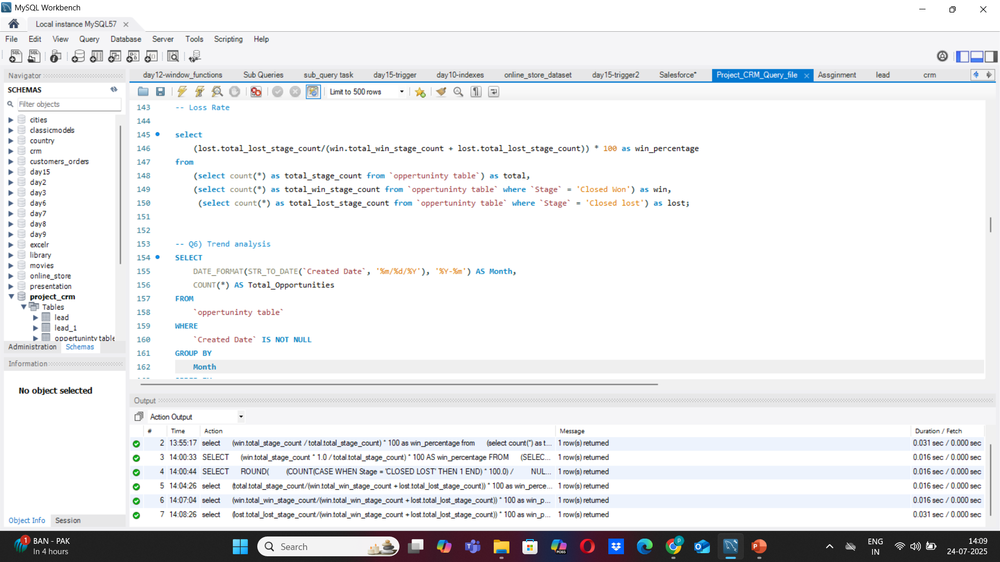 MySQL Workbench
Local instance MySQL57
File Edit View Query Database Server Tools Scripting Help
Navigator
SCHEMAS
Filter objects
cities
classicmodels
country
crm
customers_orders
day15
day2
day3
day6
day7
day8
day9
excelr
library
movies
online_store
presentation
project_crm
Tables
lead
lead_1
oppertuninty table
Administration Schemas
Information
No object selected
Object Info Session
day12-window_functions Sub Queries sub_query task day15-trigger day10-indexes online_store_dataset day15-trigger2 Salesforce* Project_CRM_Query_file Assginment lead crm
Limit to 500 rows
143 -- Loss Rate
144
145 select
146 (lost.total_lost_stage_count/(win.total_win_stage_count + lost.total_lost_stage_count)) * 100 as win_percentage
147 from
148 (select count(*) as total_stage_count from `oppertuninty table`) as total,
149 (select count(*) as total_win_stage_count from `oppertuninty table` where `Stage` = 'Closed Won') as win,
150 (select count(*) as total_lost_stage_count from `oppertuninty table` where `Stage` = 'Closed lost') as lost;
151
152
153 -- Q6) Trend analysis
154 SELECT
155 DATE_FORMAT(STR_TO_DATE(`Created Date`, '%m/%d/%Y'), '%Y-%m') AS Month,
156 COUNT(*) AS Total_Opportunities
157 FROM
158 `oppertuninty table`
159 WHERE
160 `Created Date` IS NOT NULL
161 GROUP BY
162 Month
Output
Action Output
# Time Action Message Duration / Fetch
2 13:55:17 select (win.total_stage_count / total.total_stage_count) * 100 as win_percentage from (select count(*) as t... 1 row(s) returned 0.031 sec / 0.000 sec
3 14:00:33 SELECT (win.total_stage_count * 1.0 / total.total_stage_count) * 100 AS win_percentage FROM (SELEC... 1 row(s) returned 0.016 sec / 0.000 sec
4 14:00:44 SELECT ROUND( (COUNT(CASE WHEN Stage = 'CLOSED LOST' THEN 1 END) * 100.0) / NUL... 1 row(s) returned 0.016 sec / 0.000 sec
5 14:04:26 select (total.total_stage_count/(win.total_win_stage_count + lost.total_lost_stage_count)) * 100 as win_perce... 1 row(s) returned 0.016 sec / 0.000 sec
6 14:07:04 select (win.total_win_stage_count/(win.total_win_stage_count + lost.total_lost_stage_count)) * 100 as win_p... 1 row(s) returned 0.016 sec / 0.000 sec
7 14:08:26 select (lost.total_lost_stage_count/(win.total_win_stage_count + lost.total_lost_stage_count)) * 100 as win_p... 1 row(s) returned 0.031 sec / 0.000 sec
1
BAN - PAK
In 4 hours
Search
ENG
IN
14:09
24-07-2025